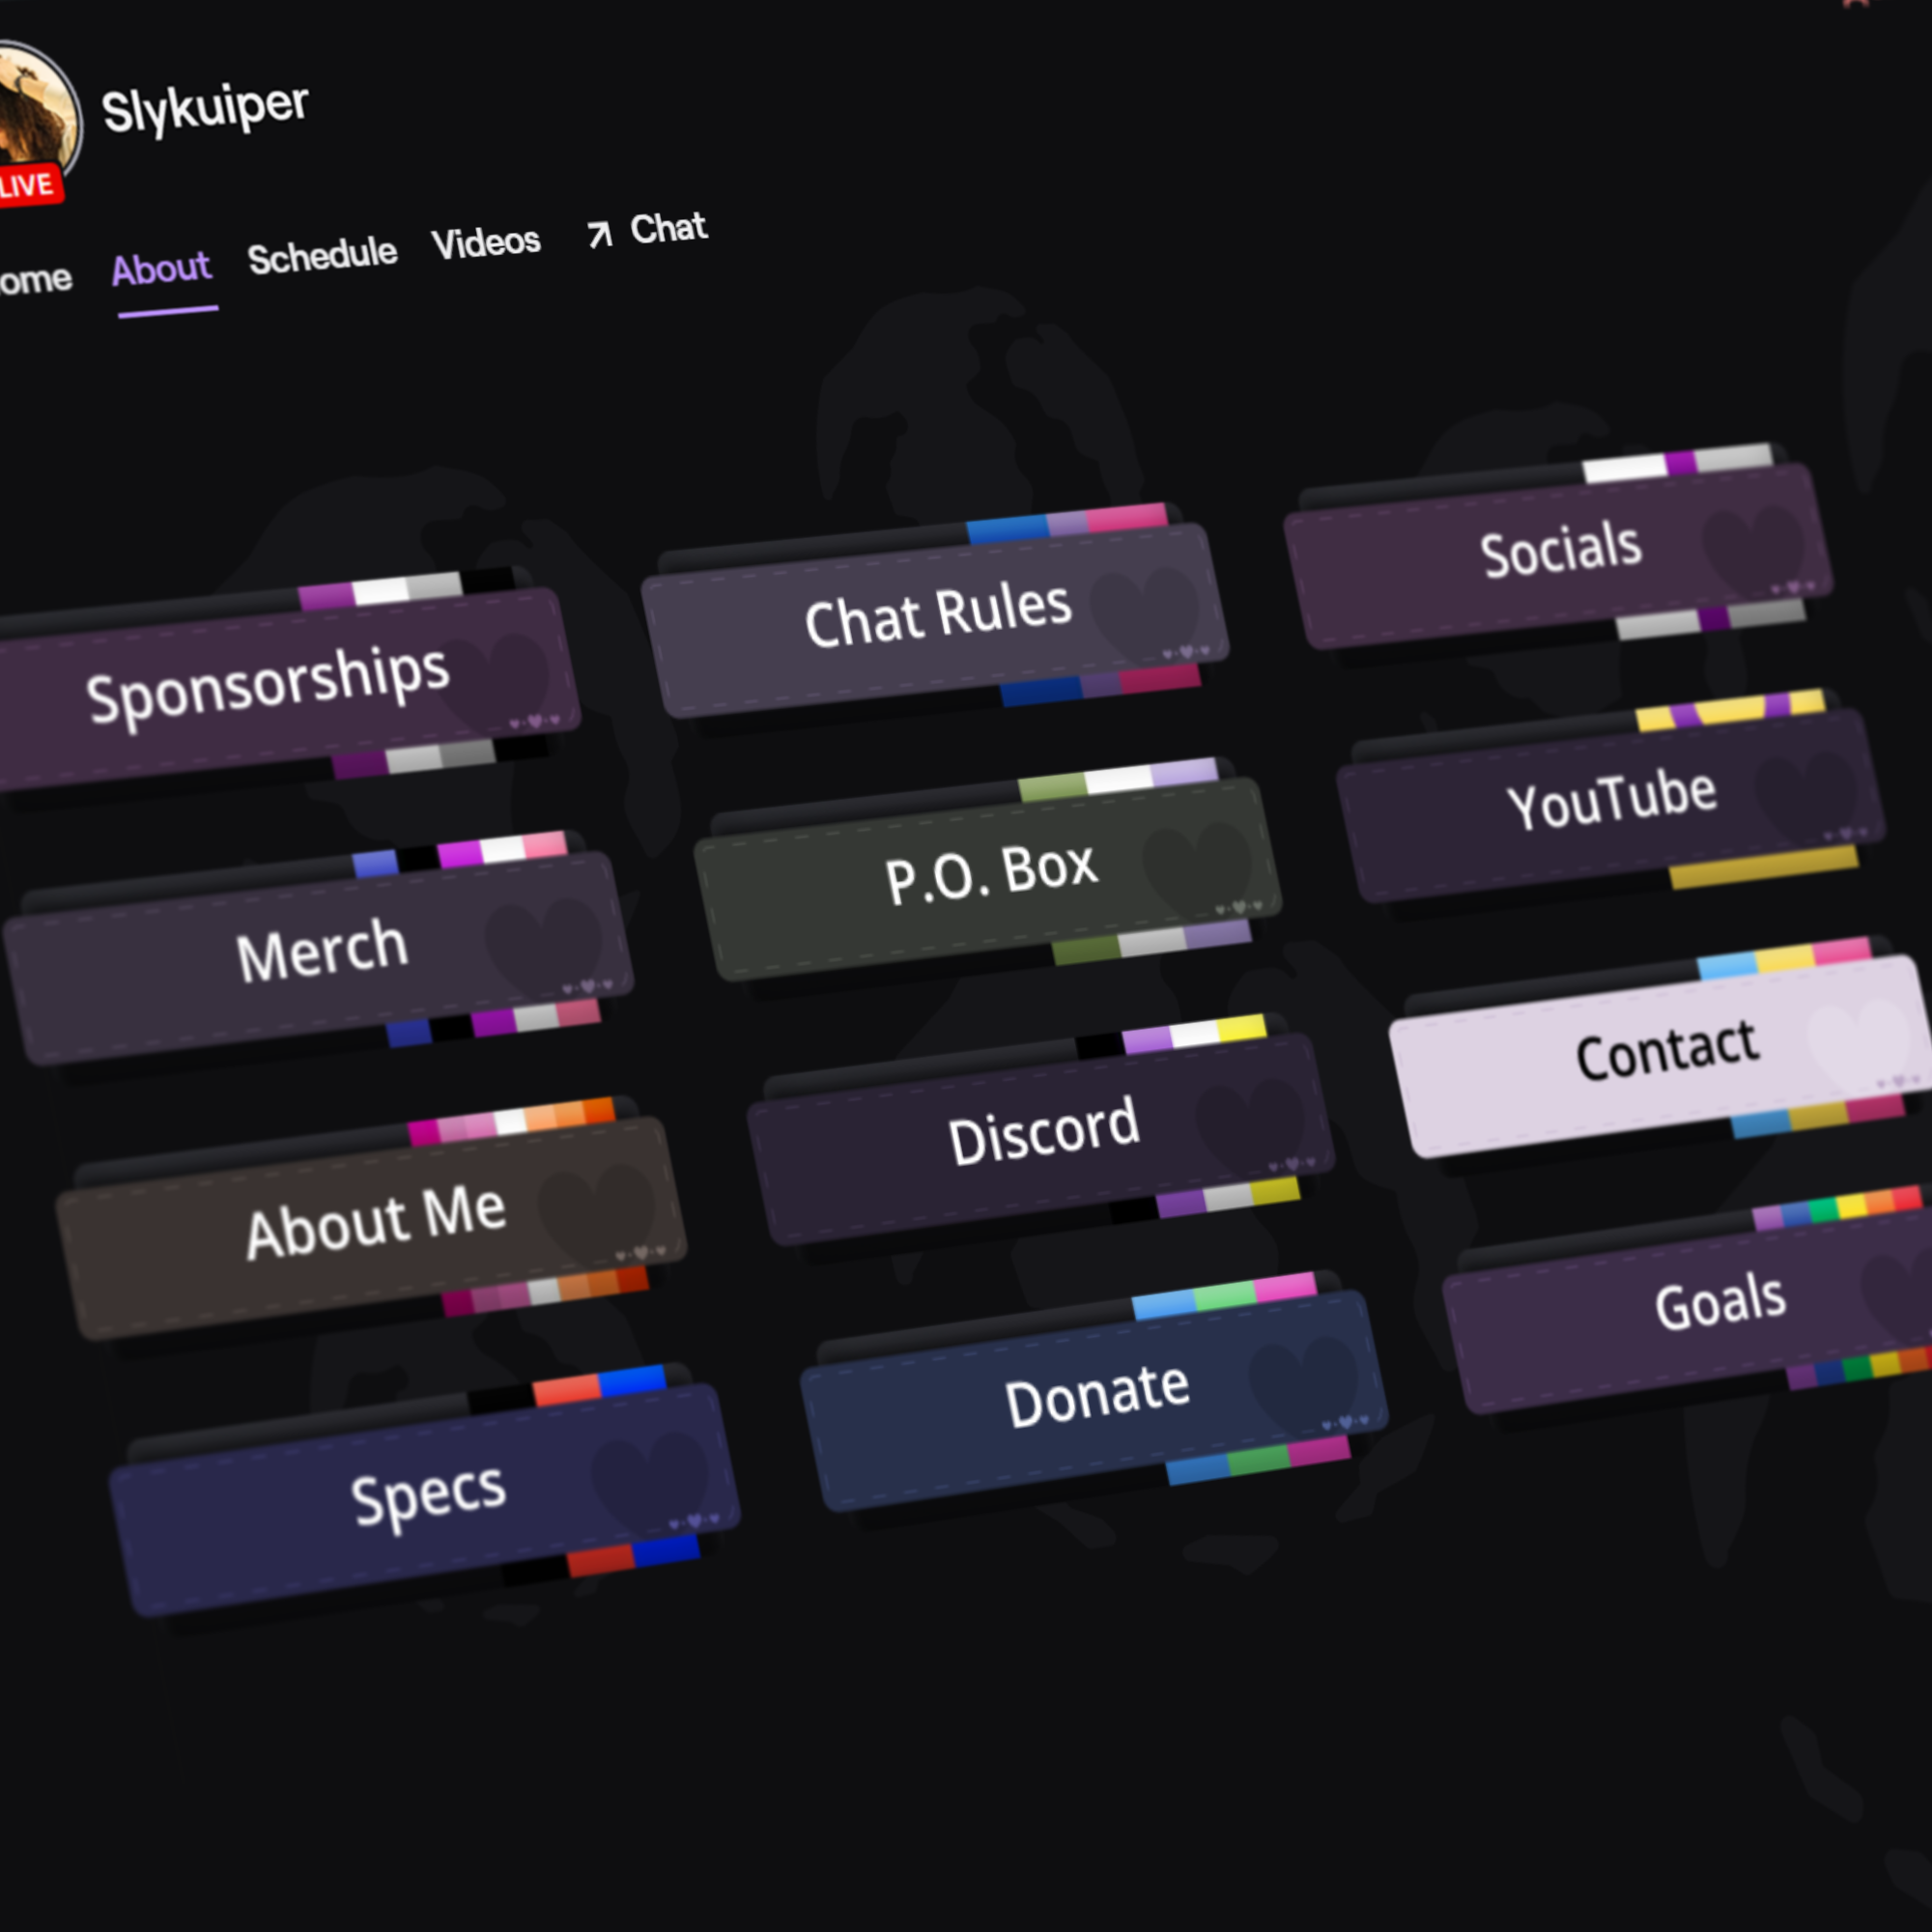 Slykuiper
LIVE
ome About Schedule Videos Chat
Sponsorships
Chat Rules
Socials
Merch
P.O. Box
YouTube
About Me
Discord
Contact
Specs
Donate
Goals